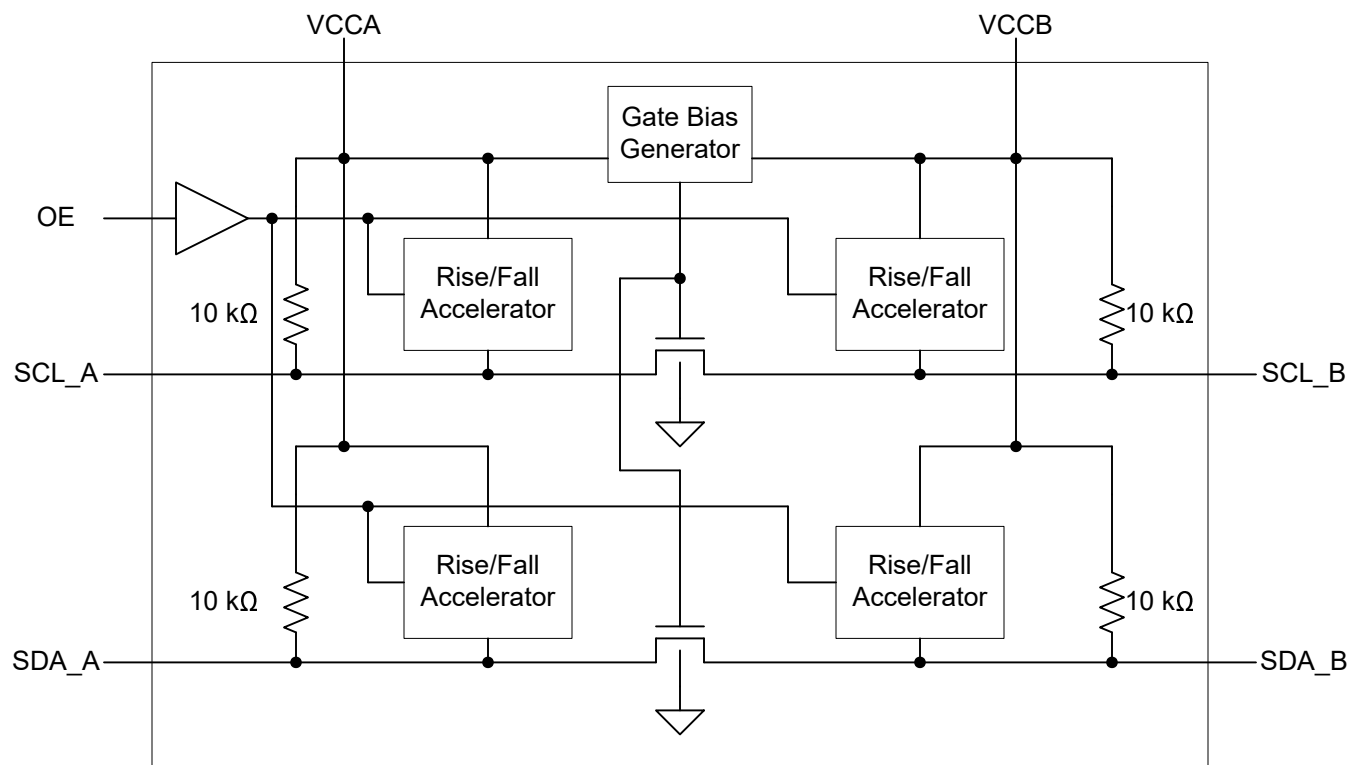 VCCA
VCCB
Gate Bias
Generator
OE
Rise/Fall
Accelerator
Rise/Fall
Accelerator
10 kΩ
10 kΩ
SCL_A
SCL_B
Rise/Fall
Accelerator
Rise/Fall
Accelerator
10 kΩ
10 kΩ
SDA_A
SDA_B